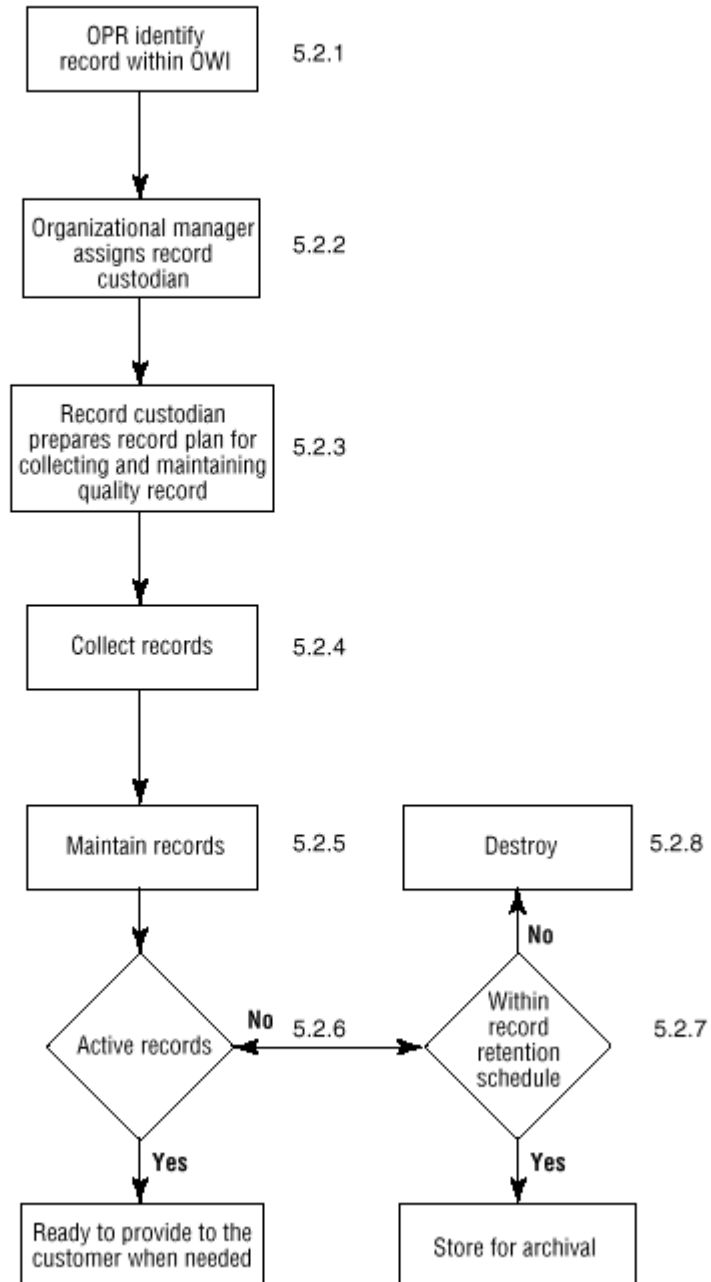 OPR identify
record within OWI
5.2.1
Organizational manager
assigns record
custodian
5.2.2
Record custodian
prepares record plan for
collecting and maintaining
quality record
5.2.3
Collect records
5.2.4
Maintain records
5.2.5
Destroy
5.2.8
No
Active records
No
5.2.6
Within
record
retention
schedule
5.2.7
Yes
Yes
Ready to provide to the
customer when needed
Store for archival